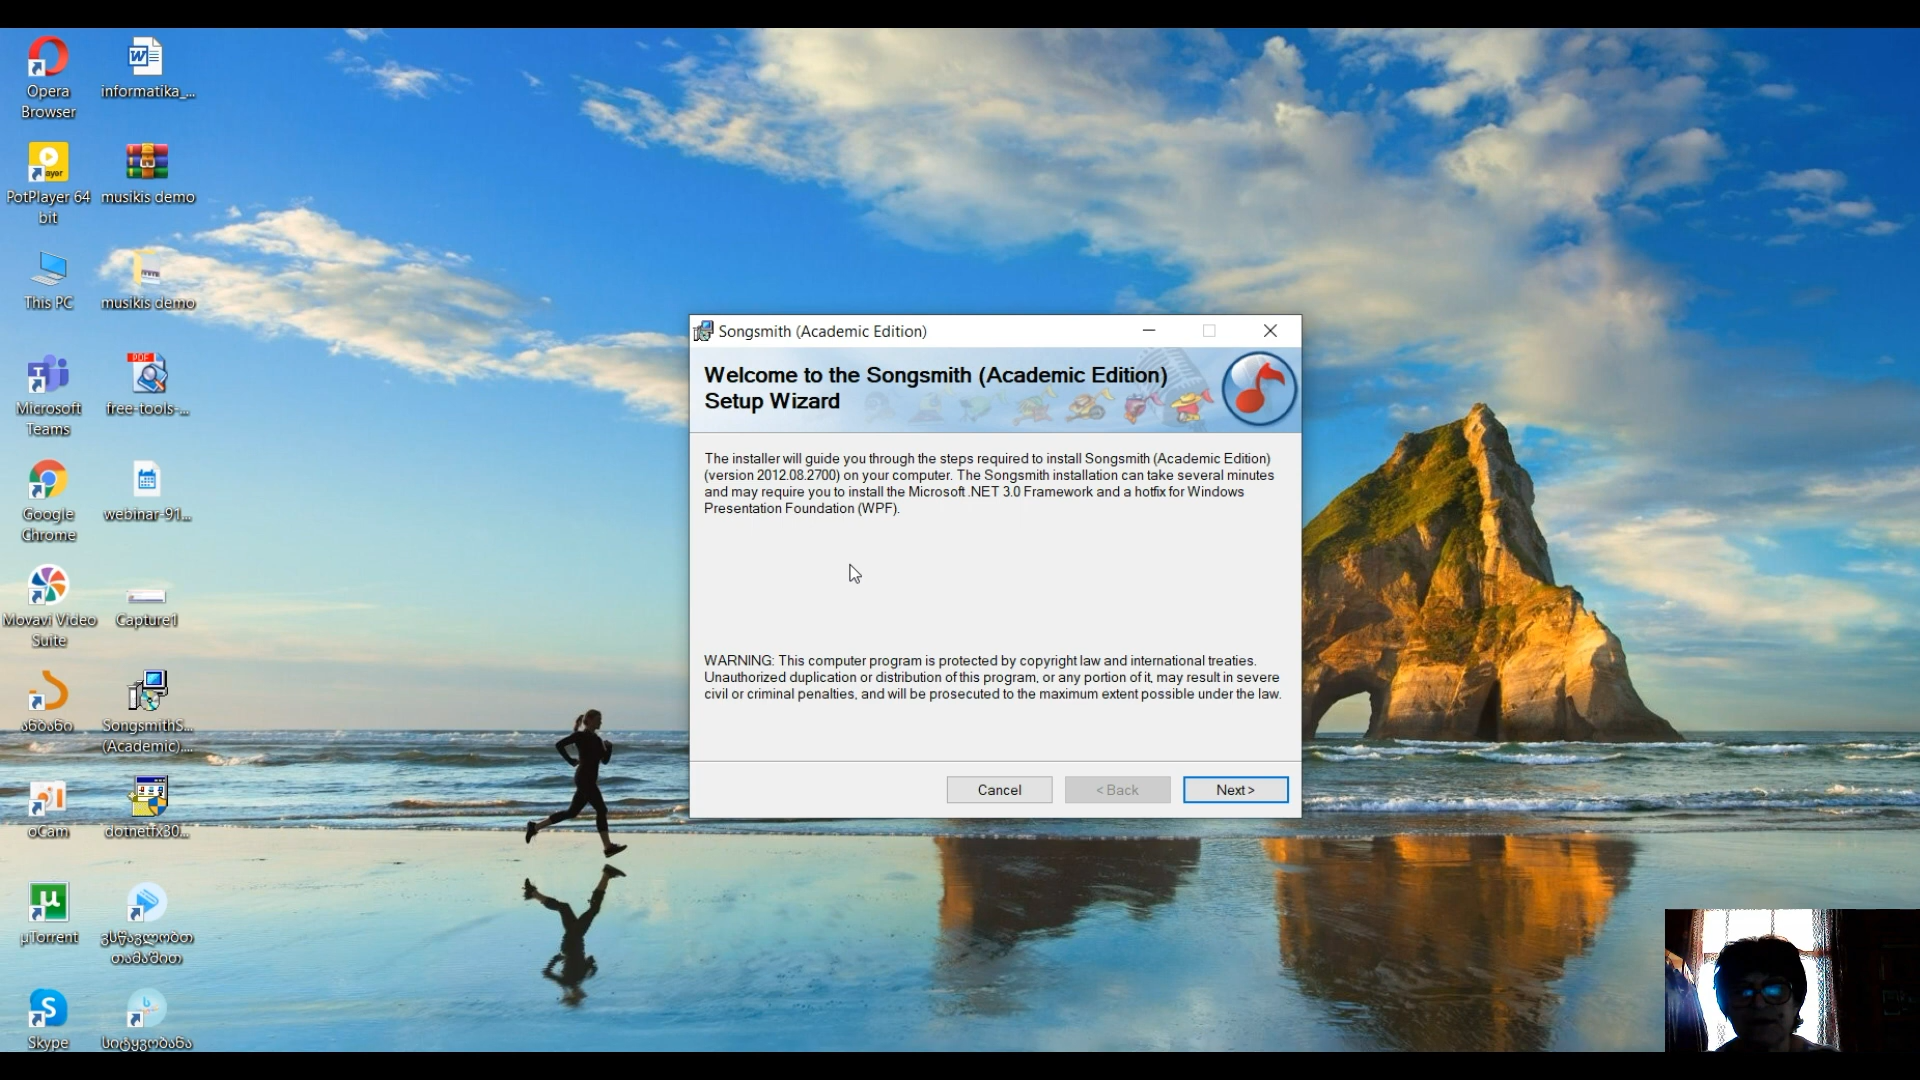 Opera
Browser
informatika_...
PotPlayer 64
bit
musikis demo
This PC
musikis demo
Microsoft
Teams
free-tools-...
Google
Chrome
webinar-91...
Movavi Video
Suite
Capture1
ანბანი
SongsmithS...
(Academic)....
oCam
dotnetfx30...
µTorrent
ვსწავლობთ
თამაშით
Skype
სიტყვობანა
PDF
Songsmith (Academic Edition)
Welcome to the Songsmith (Academic Edition)
Setup Wizard
The installer will guide you through the steps required to install Songsmith (Academic Edition)
(version 2012.08.2700) on your computer. The Songsmith installation can take several minutes
and may require you to install the Microsoft .NET 3.0 Framework and a hotfix for Windows
Presentation Foundation (WPF).
WARNING: This computer program is protected by copyright law and international treaties.
Unauthorized duplication or distribution of this program, or any portion of it, may result in severe
civil or criminal penalties, and will be prosecuted to the maximum extent possible under the law.
Cancel
< Back
Next >